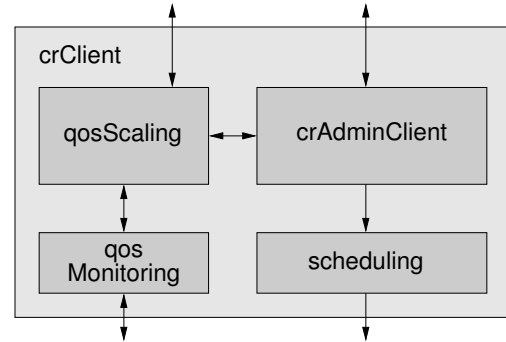 crClient
qosScaling
crAdminClient
qos
Monitoring
scheduling